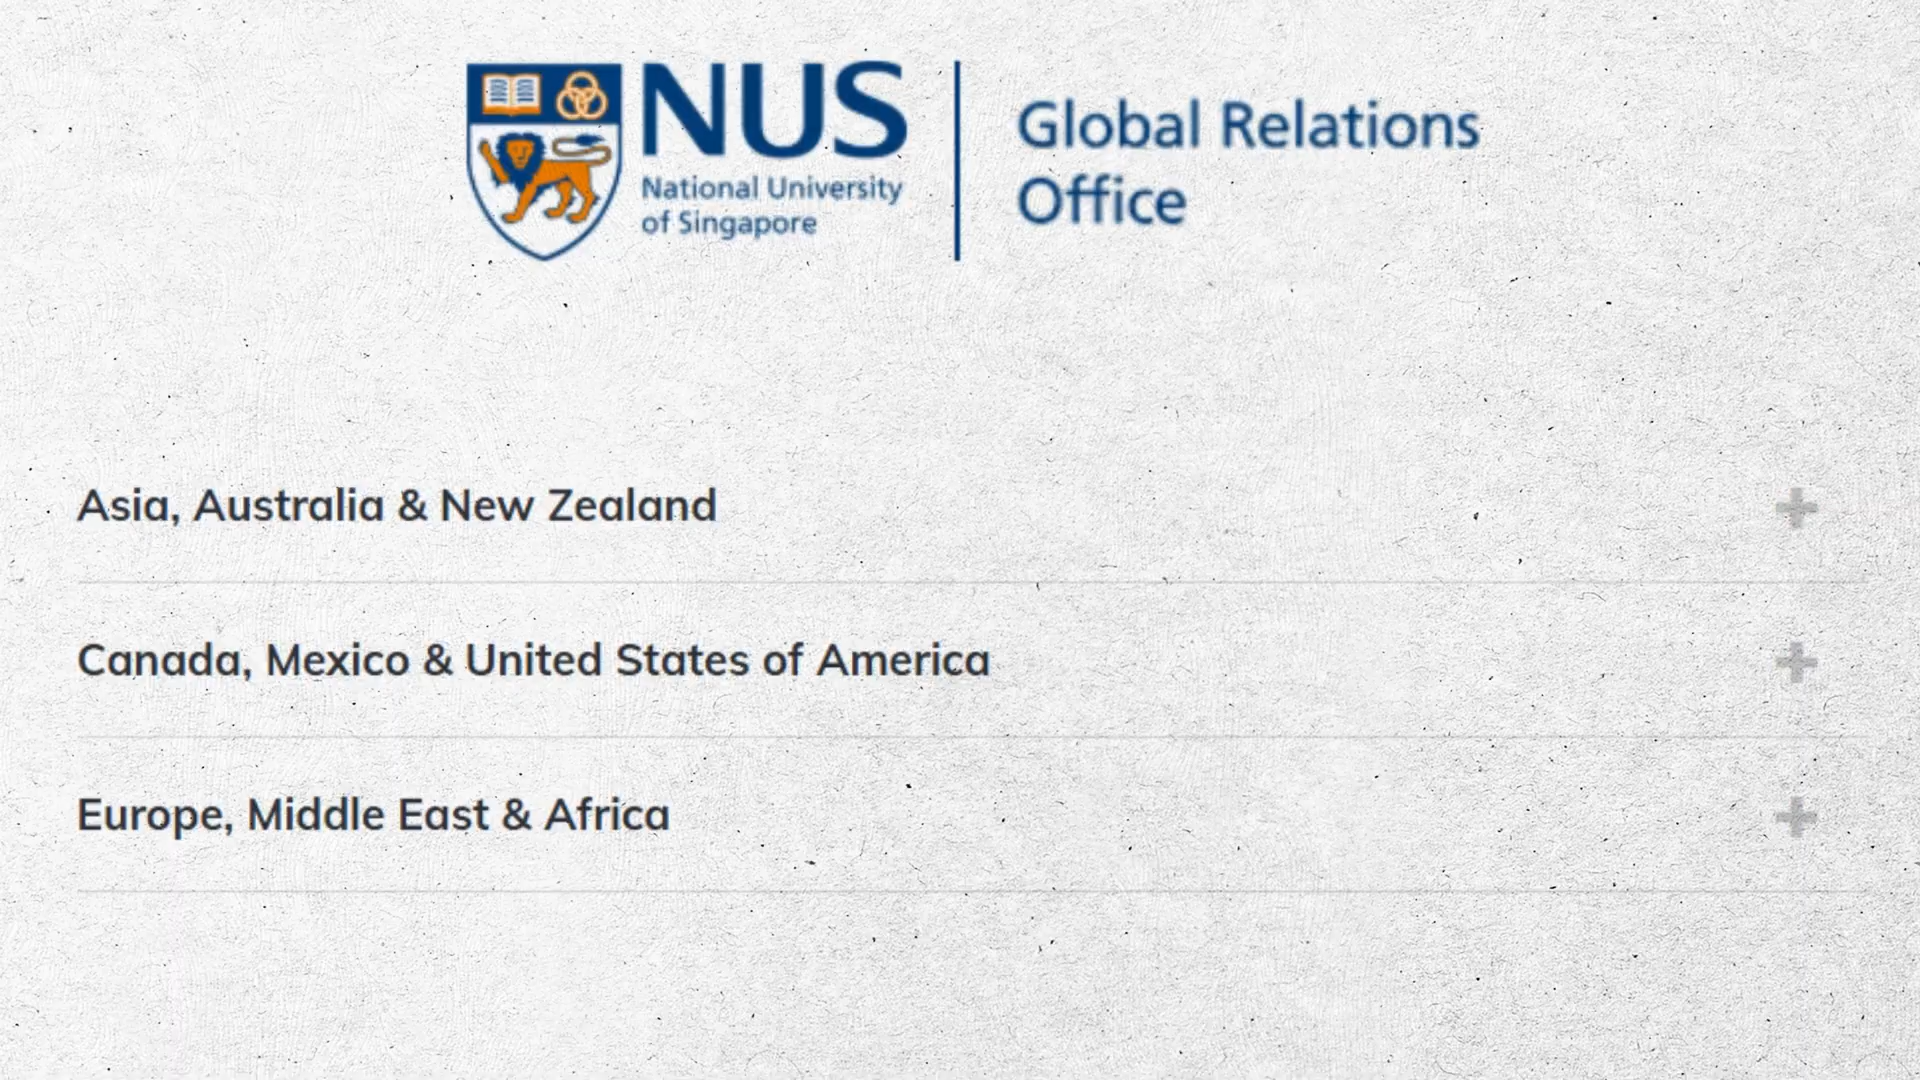 NUS
National University
of Singapore
Global Relations
Office
Asia, Australia & New Zealand
Canada, Mexico & United States of America
Europe, Middle East & Africa